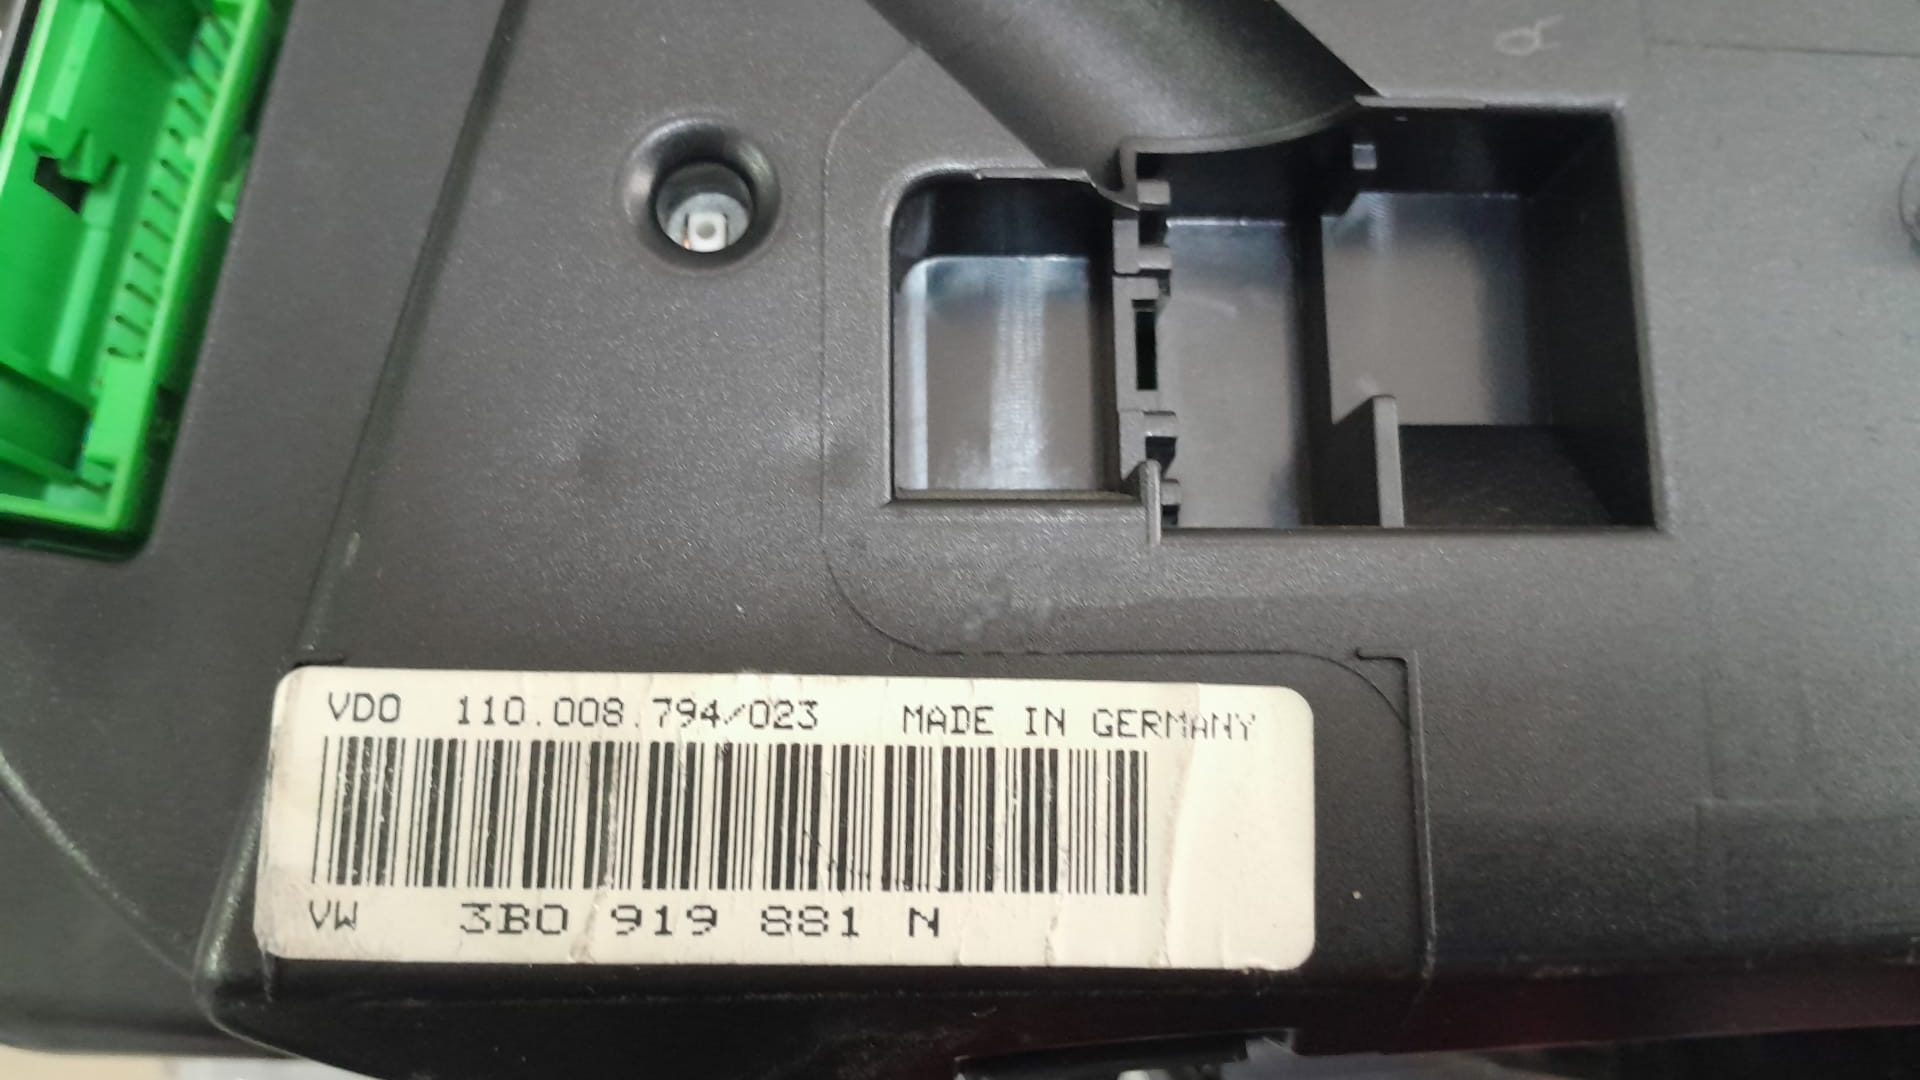 VDO 110.008.794/023 MADE IN GERMANY
VW 3B0 919 881 N